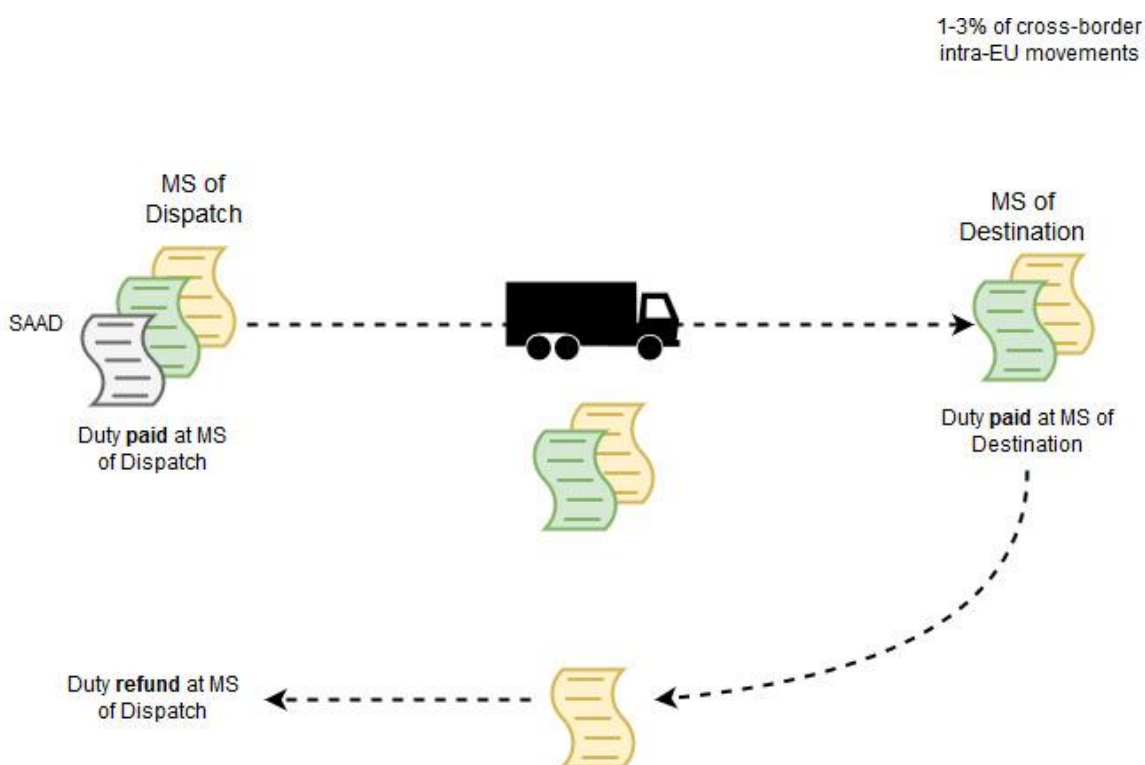 1-3% of cross-border
intra-EU movements
MS of
Dispatch
MS of
Destination
SAAD
Duty paid at MS
of Dispatch
Duty paid at MS of
Destination
Duty refund at MS
of Dispatch